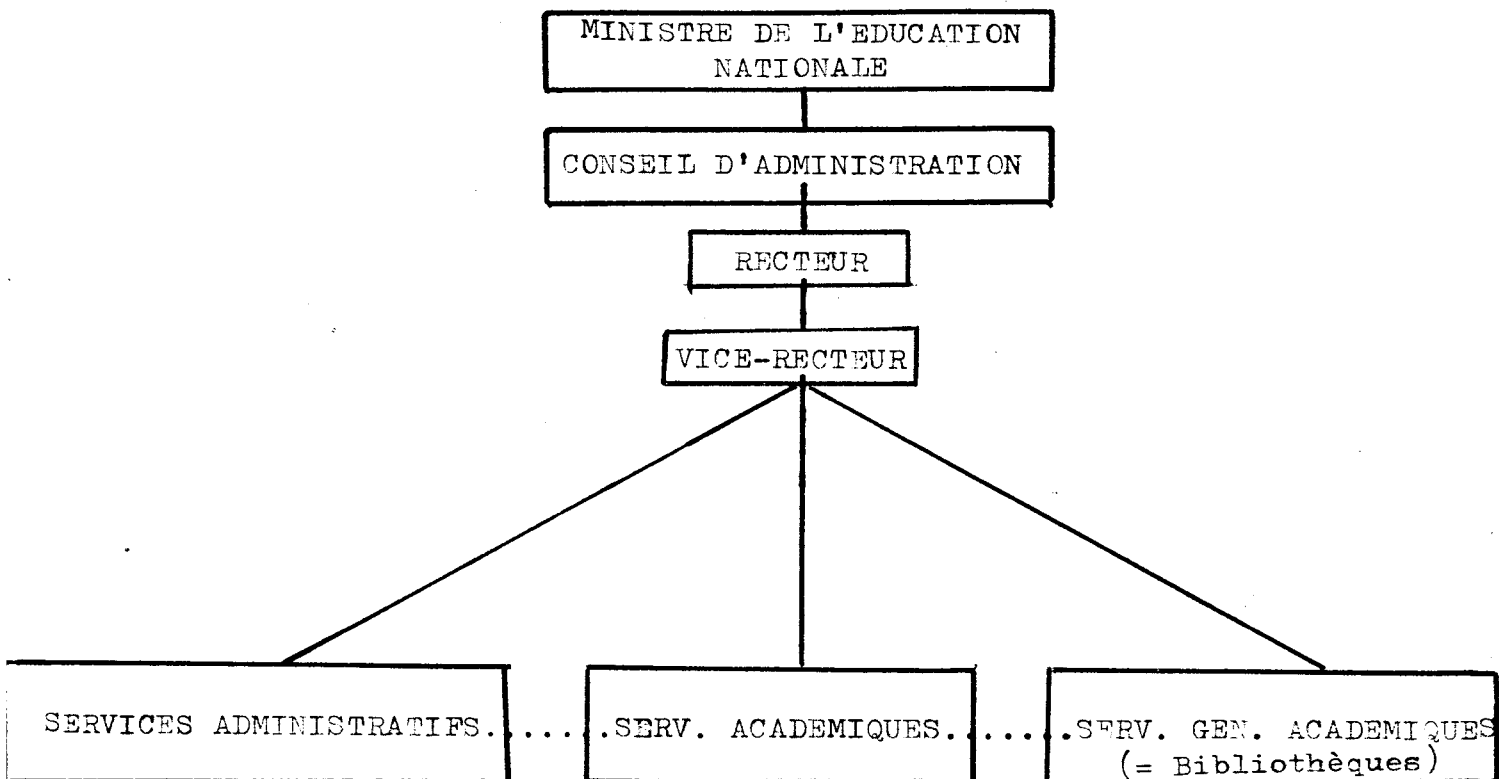 MINISTRE DE L'EDUCATION
NATIONALE
CONSEIL D'ADMINISTRATION
RECTEUR
VICE-RECTEUR
SERVICES ADMINISTRATIFS.......SERV. ACADEMIQUES.......SERV. GEN. ACADEMIQUES
(= Bibliothèques)